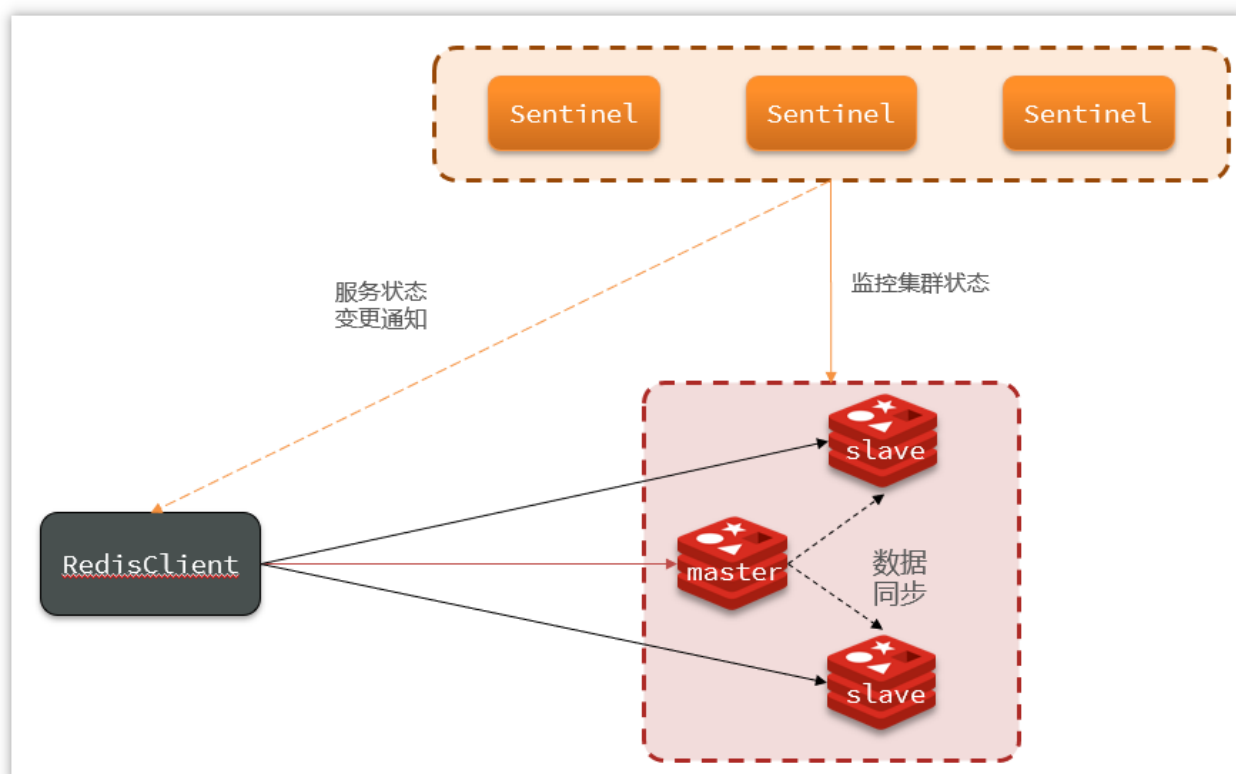 Sentinel
Sentinel
Sentinel
服务状态
变更通知
监控集群状态
slave
RedisClient
master
数据
同步
slave